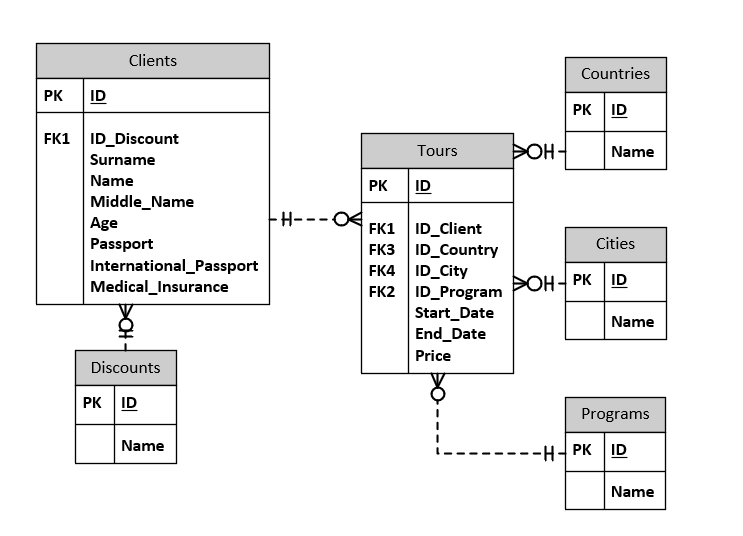 Clients
PK ID
FK1 ID_Discount
Surname
Name
Middle_Name
Age
Passport
International_Passport
Medical_Insurance
Discounts
PK ID
Name
Tours
PK ID
FK1 ID_Client
FK3 ID_Country
FK4 ID_City
FK2 ID_Program
Start_Date
End_Date
Price
Countries
PK ID
Name
Cities
PK ID
Name
Programs
PK ID
Name